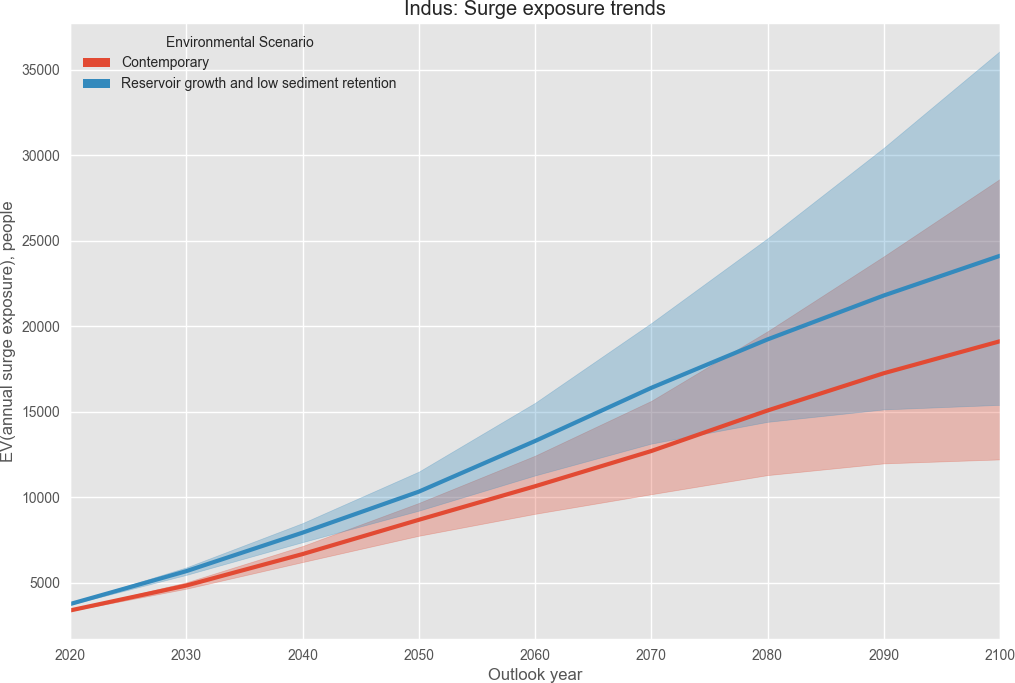 Indus: Surge exposure trends
Environmental Scenario
Contemporary
Reservoir growth and low sediment retention
35000
30000
25000
20000
15000
10000
5000
EV(annual surge exposure), people
2020 2030 2040 2050 2060 2070 2080 2090 2100
Outlook year